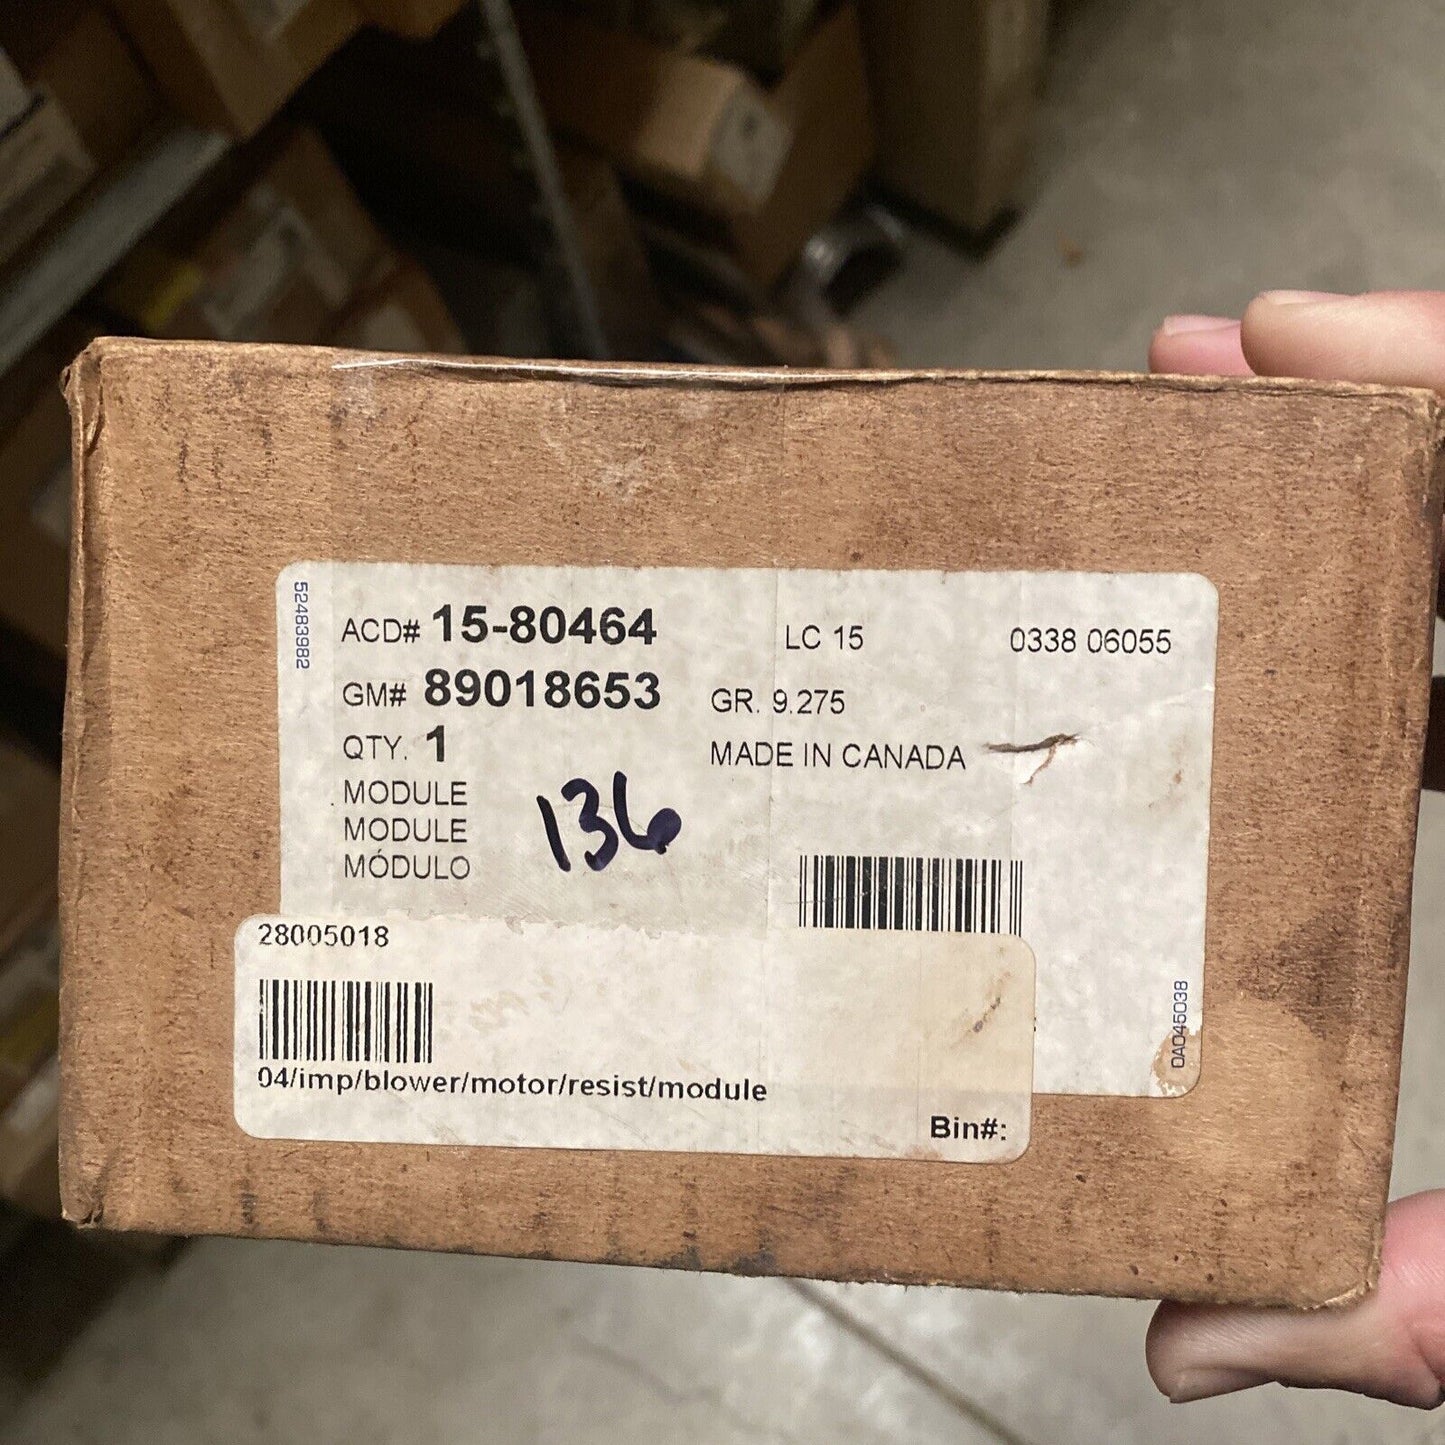 52483982
ACD# 15-80464 LC 15 0338 06055
GM# 89018653 GR. 9.275
QTY. 1 MADE IN CANADA
MODULE
MODULE
MÓDULO
136
0A045038
28005018
04/imp/blower/motor/resist/module
Bin#: